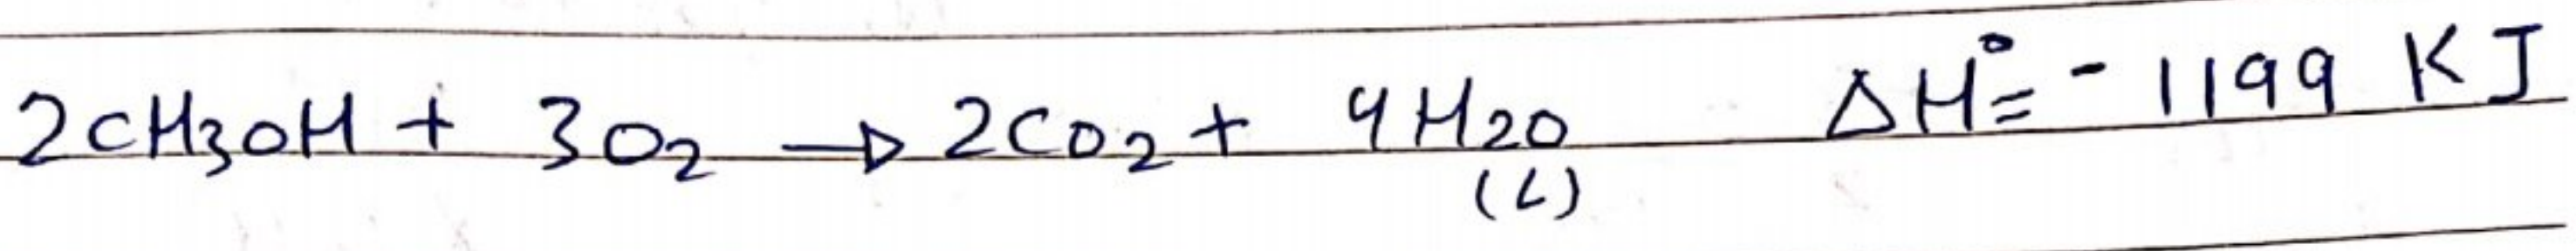 2CH3OH + 3O2 → 2CO2 + 4H2O ΔH°= -1199 KJ
(L)